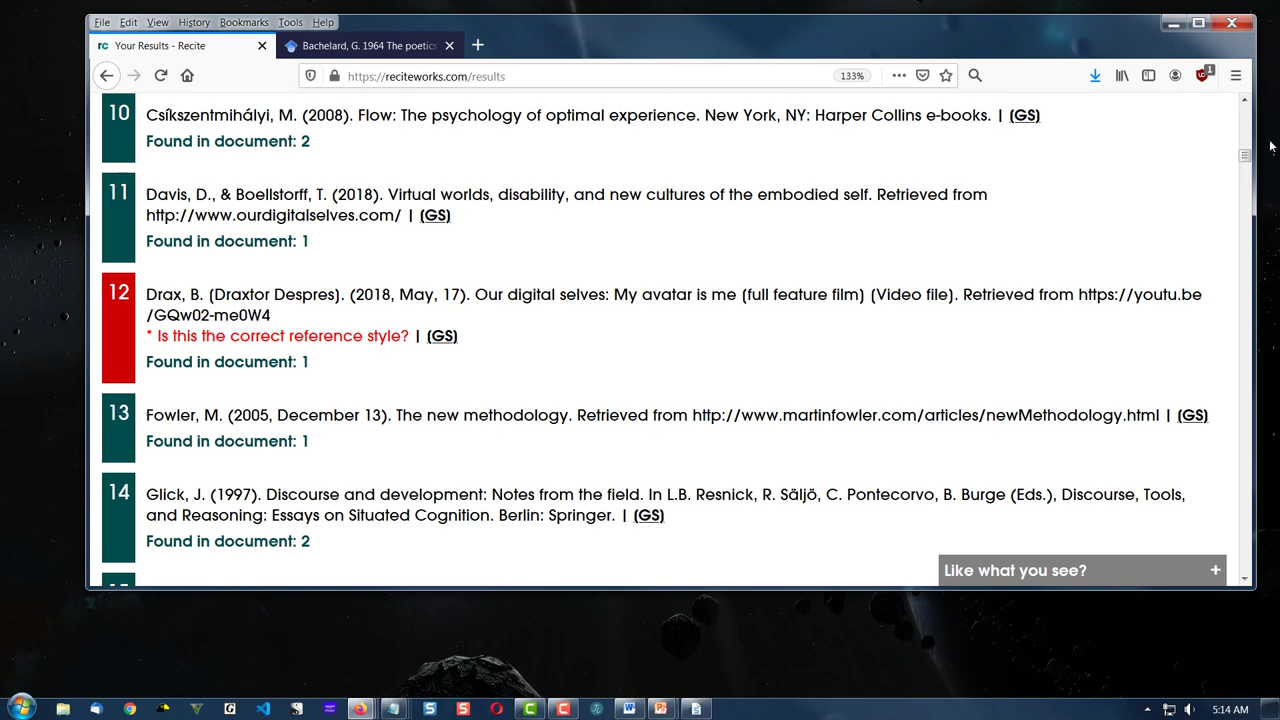 File Edit View History Bookmarks Tools Help
rc Your Results - Recite
Bachelard, G. 1964 The poetics
https://reciteworks.com/results 133% 1
10 Csíkszentmihályi, M. (2008). Flow: The psychology of optimal experience. New York, NY: Harper Collins e-books. | (GS)
Found in document: 2
11 Davis, D., & Boellstorff, T. (2018). Virtual worlds, disability, and new cultures of the embodied self. Retrieved from
http://www.ourdigitalselves.com/ | (GS)
Found in document: 1
12 Drax, B. (Draxtor Despres). (2018, May, 17). Our digital selves: My avatar is me (full feature film) (Video file). Retrieved from https://youtu.be
/GQw02-me0W4
* Is this the correct reference style? | (GS)
Found in document: 1
13 Fowler, M. (2005, December 13). The new methodology. Retrieved from http://www.martinfowler.com/articles/newMethodology.html | (GS)
Found in document: 1
14 Glick, J. (1997). Discourse and development: Notes from the field. In L.B. Resnick, R. Säljö, C. Pontecorvo, B. Burge (Eds.), Discourse, Tools,
and Reasoning: Essays on Situated Cognition. Berlin: Springer. | (GS)
Found in document: 2
Like what you see? +
5:14 AM